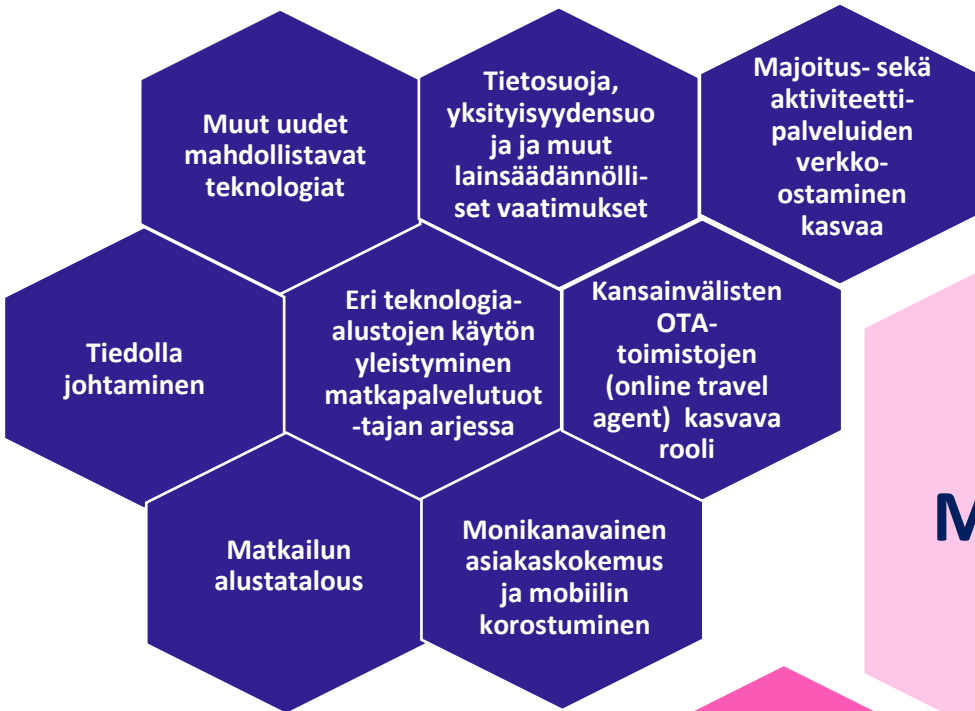 Muut uudet
mahdollistavat
teknologiat
Tietosuoja,
yksityisyydensuo
ja ja muut
lainsäädännölli-
set vaatimukset
Majoitus- sekä
aktiviteetti-
palveluiden
verkko-
ostaminen
kasvaa
Tiedolla
johtaminen
Eri teknologia-
alustojen käytön
yleistyminen
matkapalvelutuot
-tajan arjessa
Kansainvälisten
OTA-
toimistojen
(online travel
agent)  kasvava
rooli
Matkailun
alustatalous
Monikanavainen
asiakaskokemus
ja mobiilin
korostuminen
M